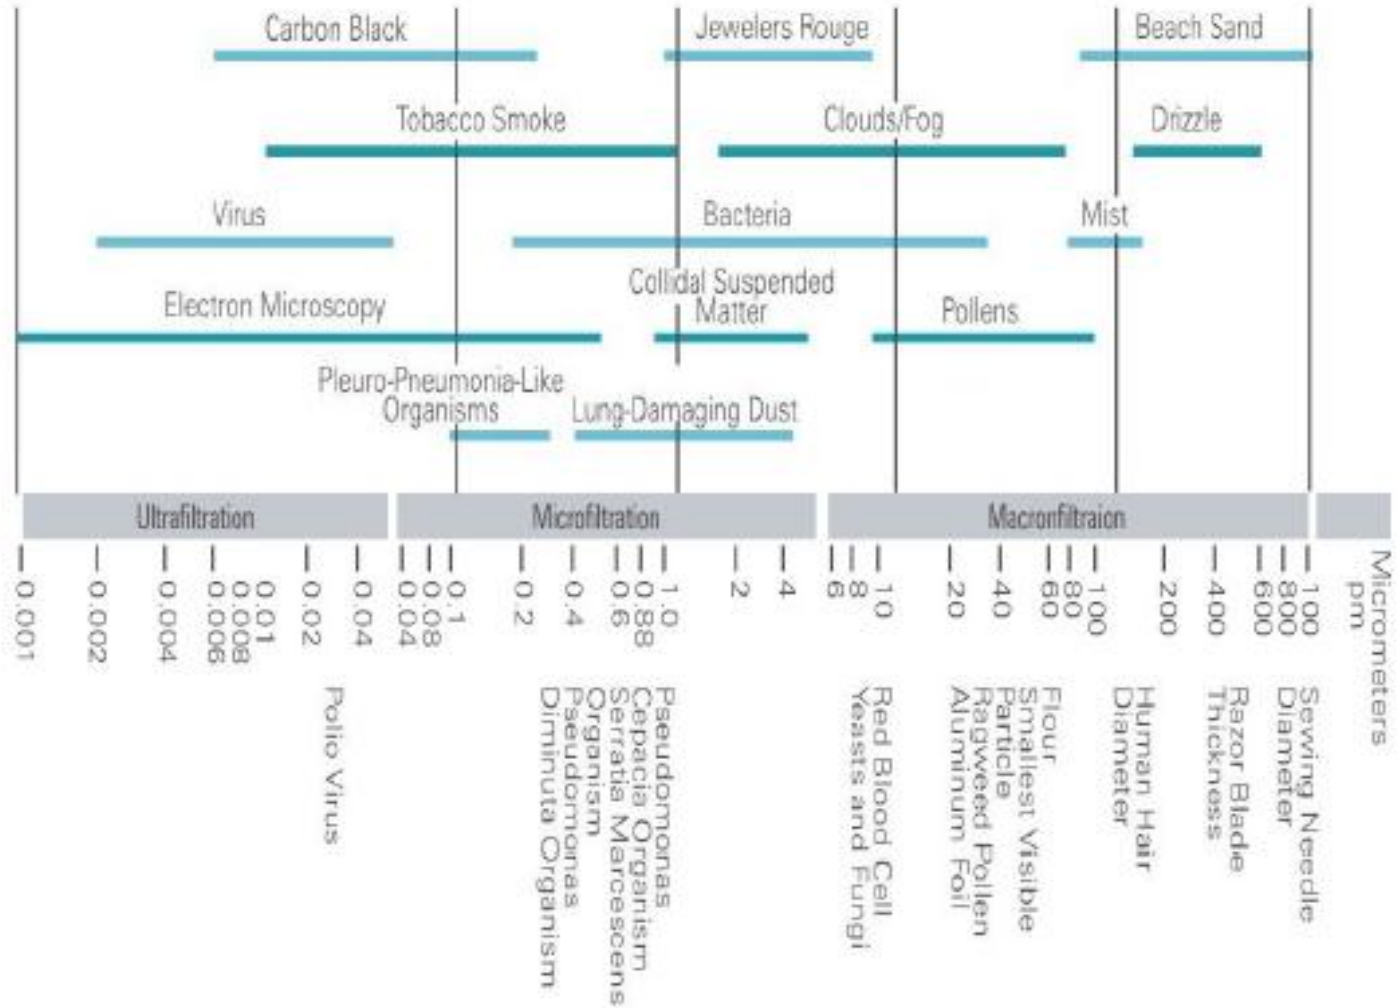 Carbon Black
Jewelers Rouge
Beach Sand
Tobacco Smoke
Clouds/Fog
Drizzle
Virus
Bacteria
Mist
Electron Microscopy
Collidal Suspended
Matter
Pollens
Pleuro-Pneumonia-Like
Organisms
Lung-Damaging Dust
Ultrafiltration
Microfiltration
Macronfiltraion
0.001
0.002
0.004
0.006
0.008
0.01
0.02
0.04
0.04
0.08
0.1
0.2
0.4
0.6
0.88
1.0
2
4
6
8
10
20
40
60
80
100
200
400
600
800
100
Micrometers
pm
Polio Virus
Pseudomonas
Cepacia Organism
Serratia Marcescens
Organism
Pseudomonas
Diminuta Organism
Red Blood Cell
Yeasts and Fungi
Flour
Smallest Visible
Particle
Ragweed Pollen
Aluminum Foil
Human Hair
Diameter
Razor Blade
Thickness
Sewing Needle
Diameter